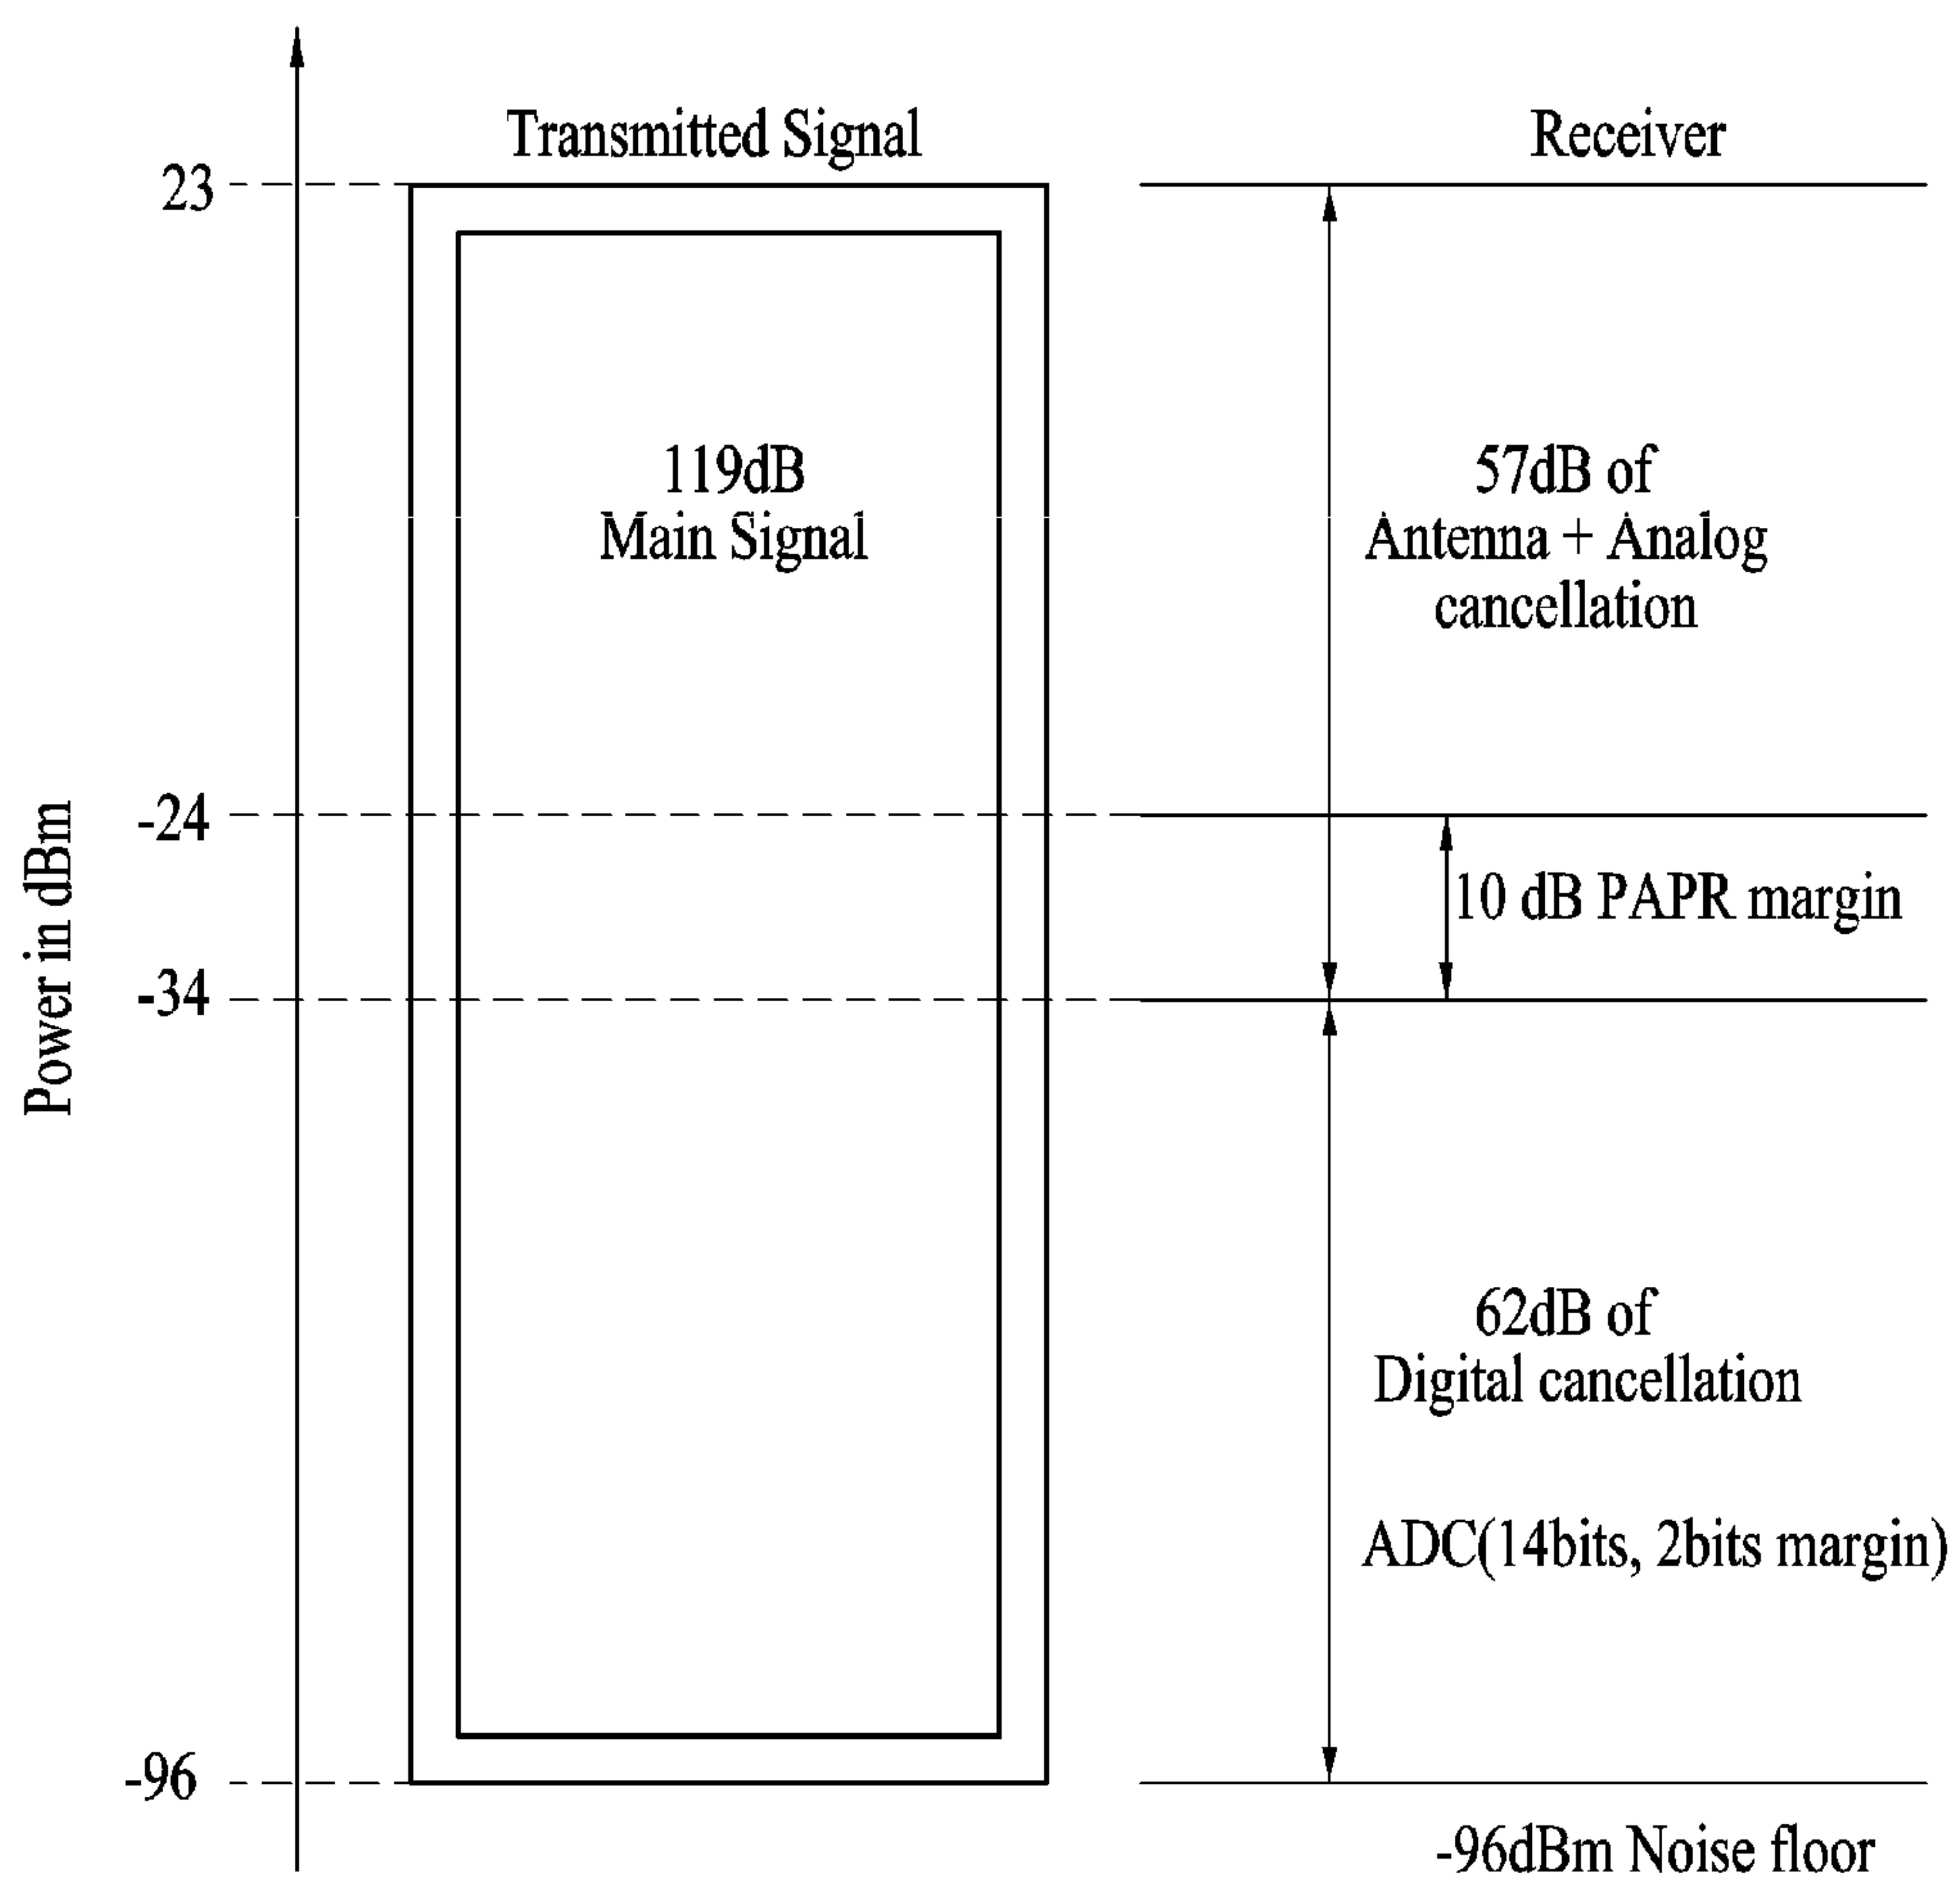 Transmitted Signal
Receiver
23
119dB
Main Signal
57dB of
Antenna + Analog
cancellation
-24
10 dB PAPR margin
-34
Power in dBm
62dB of
Digital cancellation
ADC(14bits, 2bits margin)
-96
-96dBm Noise floor